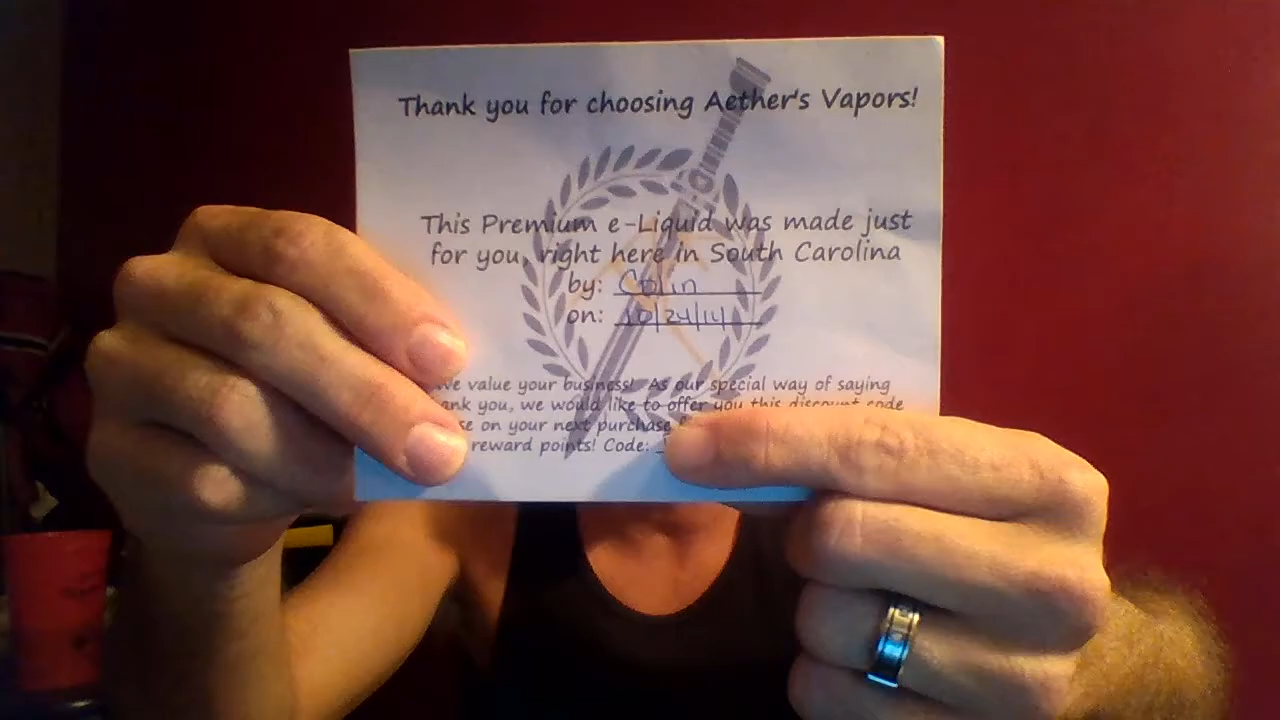 Thank you for choosing Aether's Vapors!
This Premium e-Liquid was made just
for you, right here in South Carolina
by: Colin
on: 10/24/14
We value your business! As our special way of saying
ank you, we would like to offer you this discount code
se on your next purchase
reward points! Code: